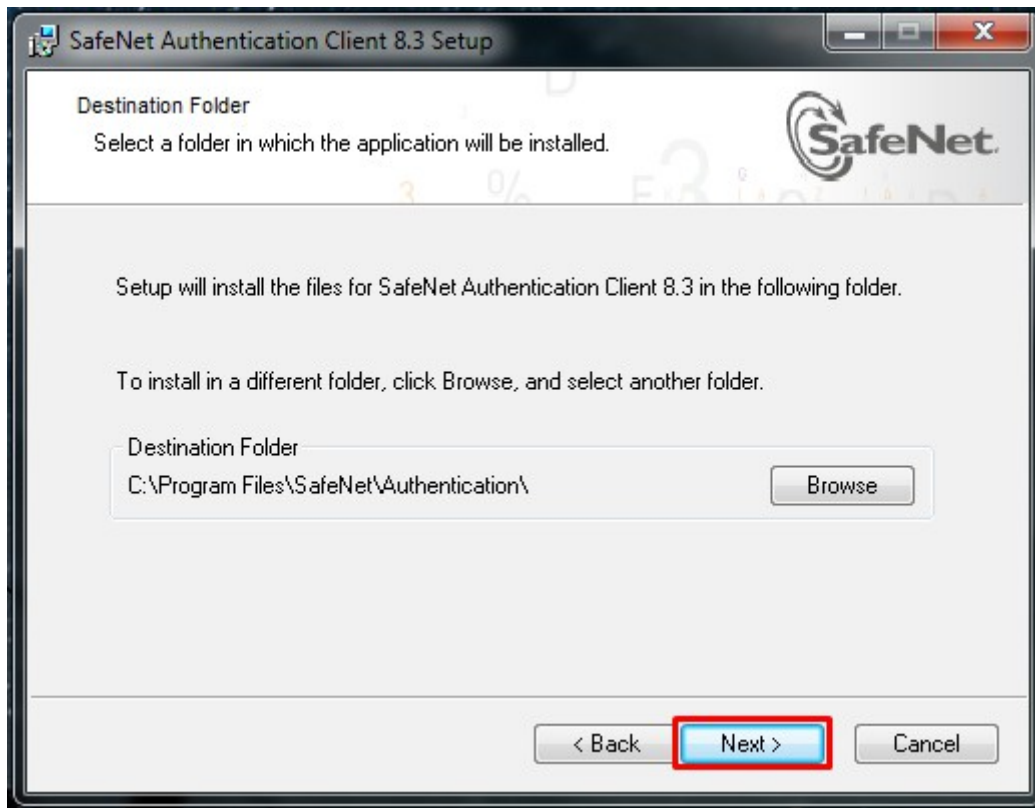 SafeNet Authentication Client 8.3 Setup
Destination Folder
Select a folder in which the application will be installed.
SafeNet.
Setup will install the files for SafeNet Authentication Client 8.3 in the following folder.
To install in a different folder, click Browse, and select another folder.
Destination Folder
C:\Program Files\SafeNet\Authentication\
Browse
< Back
Next >
Cancel